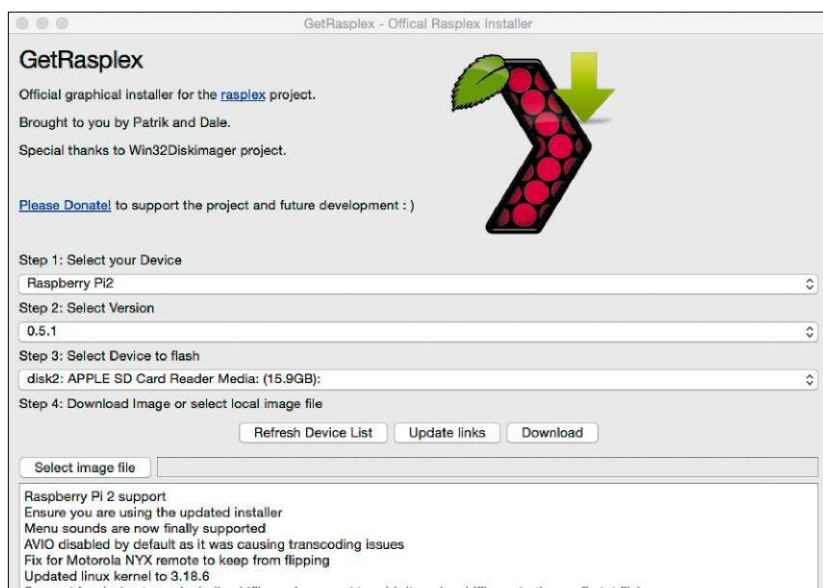 GetRasplex - Offical Rasplex Installer
GetRasplex
Official graphical installer for the rasplex project.
Brought to you by Patrik and Dale.
Special thanks to Win32Diskimager project.
Please Donate! to support the project and future development : )
Step 1: Select your Device
Raspberry Pi2
Step 2: Select Version
0.5.1
Step 3: Select Device to flash
disk2: APPLE SD Card Reader Media: (15.9GB):
Step 4: Download Image or select local image file
Refresh Device List Update links Download
Select image file
Raspberry Pi 2 support
Ensure you are using the updated installer
Menu sounds are now finally supported
AVIO disabled by default as it was causing transcoding issues
Fix for Motorola NYX remote to keep from flipping
Updated linux kernel to 3.18.6